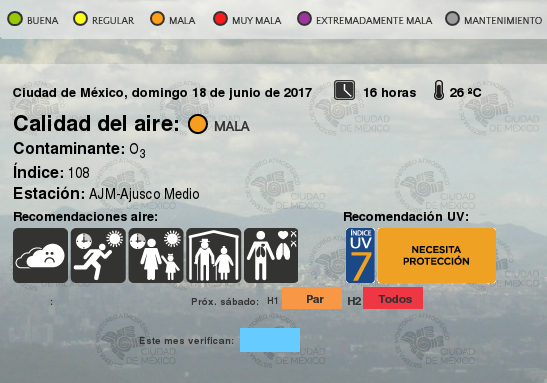 BUENA REGULAR MALA MUY MALA EXTREMADAMENTE MALA MANTENIMIENTO
Ciudad de México, domingo 18 de junio de 2017 16 horas 26 ºC
Calidad del aire: MALA
Contaminante: O3
Índice: 108
Estación: AJM-Ajusco Medio
Recomendaciones aire: Recomendación UV:
ÍNDICE UV 7
NECESITA
PROTECCIÓN
: Próx. sábado: H1 Par H2 Todos
Este mes verifican:
CIUDAD
DE MÉXICO